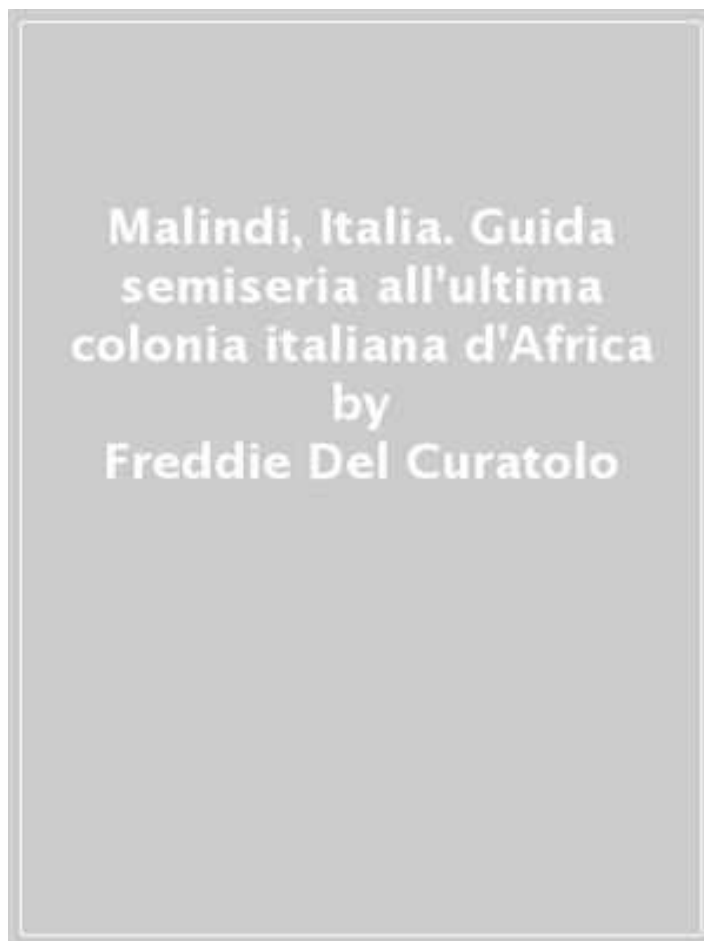 Malindi, Italia. Guida
semiseria all'ultima
colonia italiana d'Africa
by
Freddie Del Curatolo